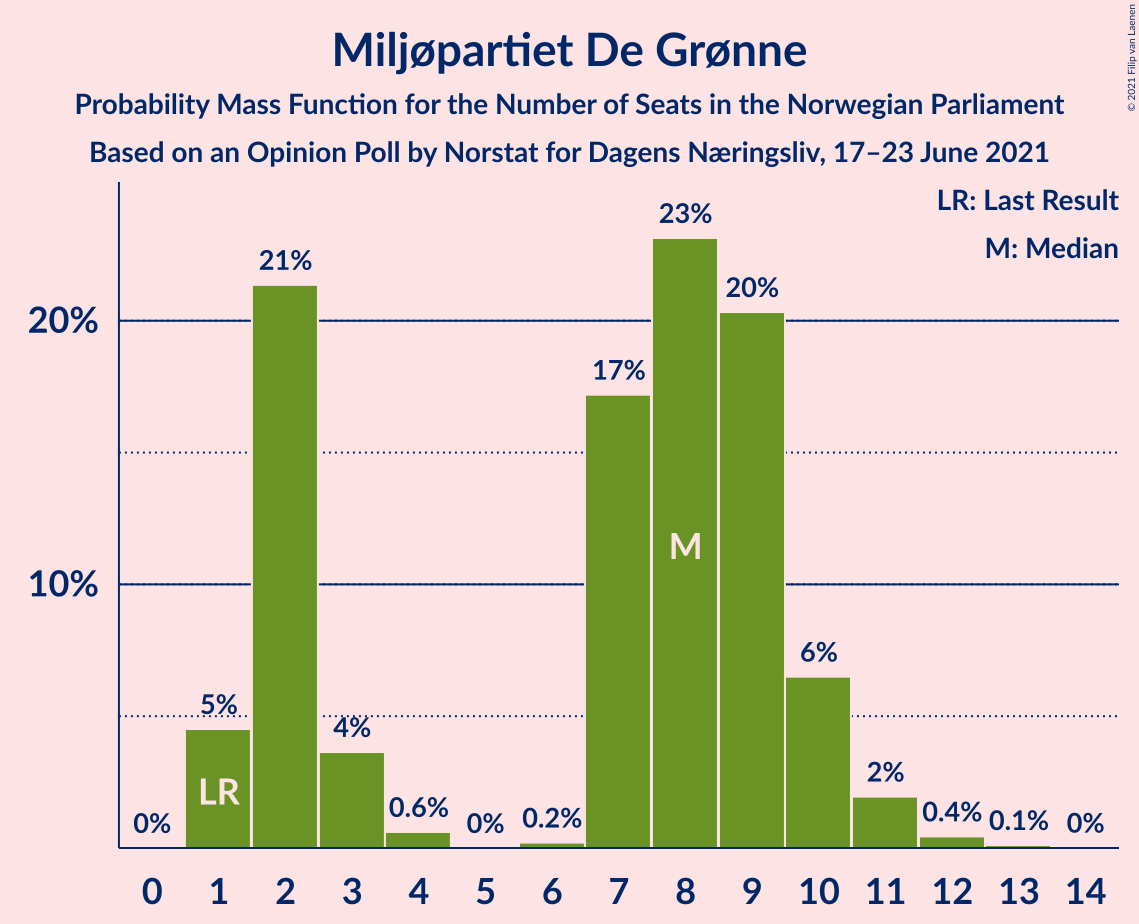 Miljøpartiet De Grønne
Probability Mass Function for the Number of Seats in the Norwegian Parliament
Based on an Opinion Poll by Norstat for Dagens Næringsliv, 17–23 June 2021
© 2021 Filip van Laenen
LR: Last Result
M: Median
20%
10%
0%
5%
21%
4%
0.6%
0%
0.2%
17%
23%
20%
6%
2%
0.4%
0.1%
0%
LR
M
0 1 2 3 4 5 6 7 8 9 10 11 12 13 14